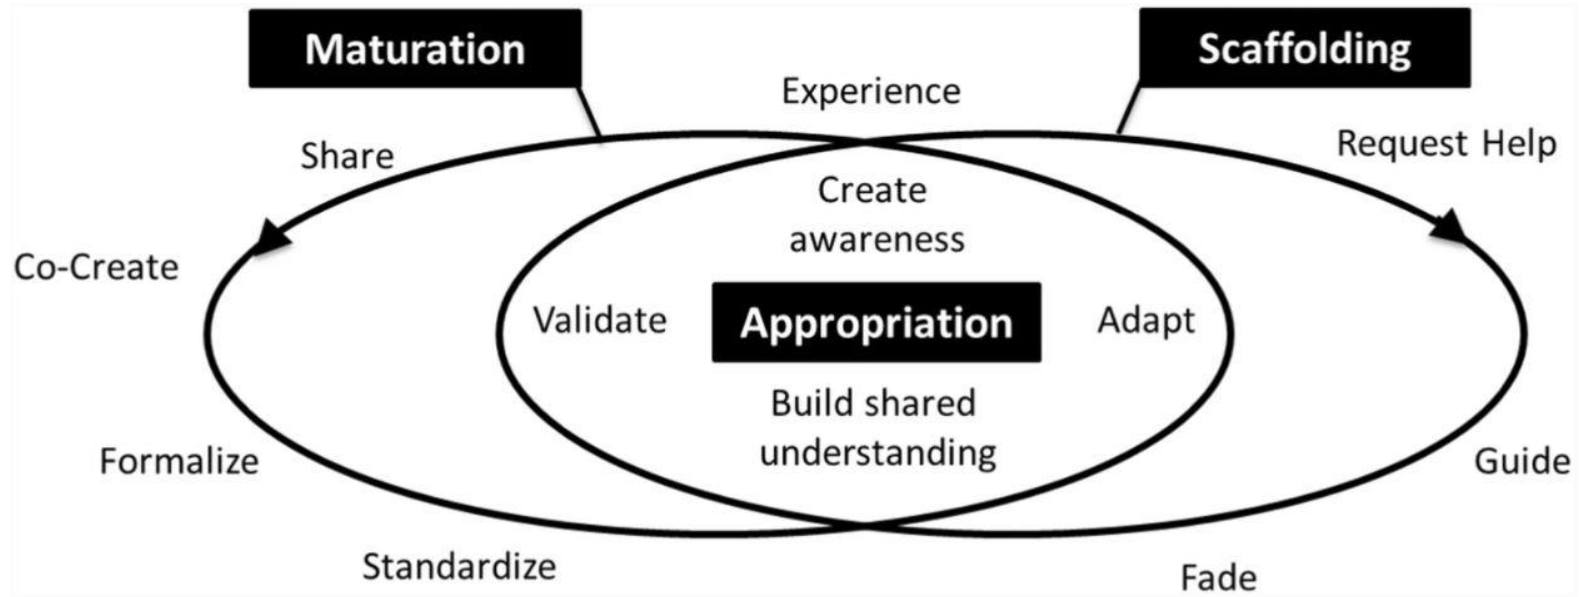 Maturation
Scaffolding
Experience
Share
Request Help
Create
awareness
Co-Create
Validate
Appropriation
Adapt
Build shared
understanding
Formalize
Guide
Standardize
Fade